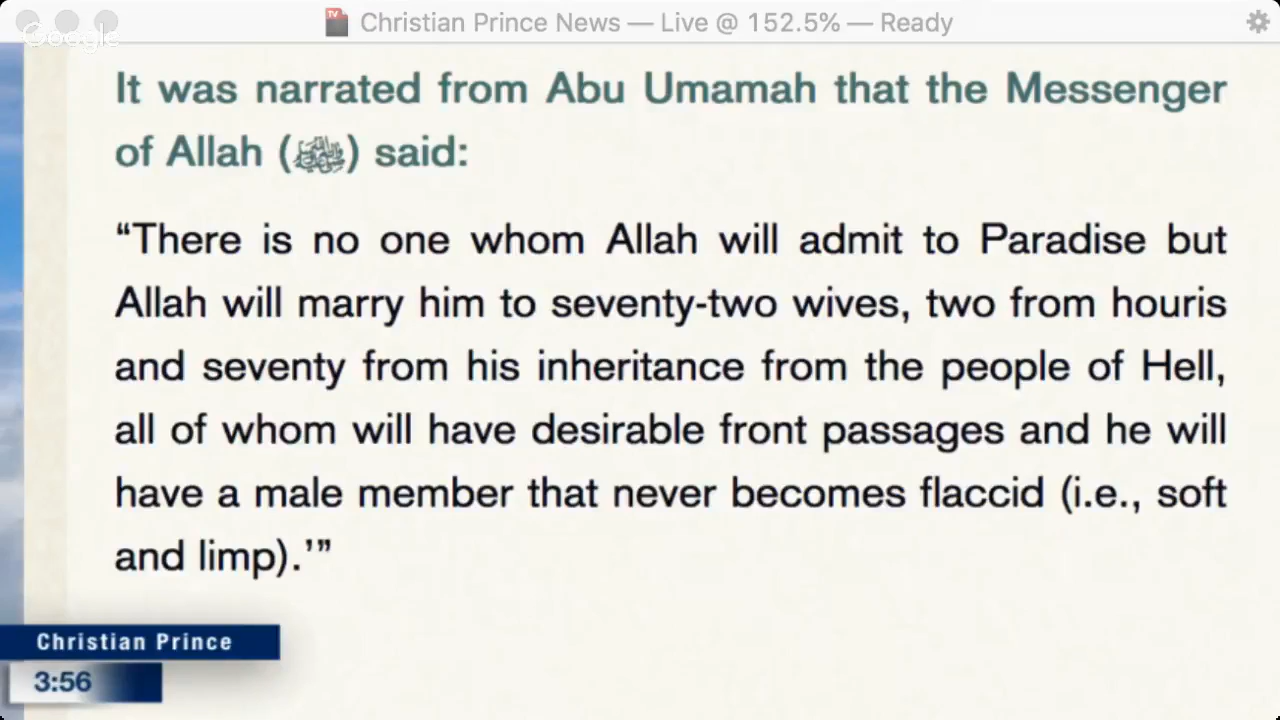 Christian Prince News — Live @ 152.5% — Ready
Google
It was narrated from Abu Umamah that the Messenger
of Allah (ﷺ) said:
“There is no one whom Allah will admit to Paradise but
Allah will marry him to seventy-two wives, two from houris
and seventy from his inheritance from the people of Hell,
all of whom will have desirable front passages and he will
have a male member that never becomes flaccid (i.e., soft
and limp).’”
Christian Prince
3:56